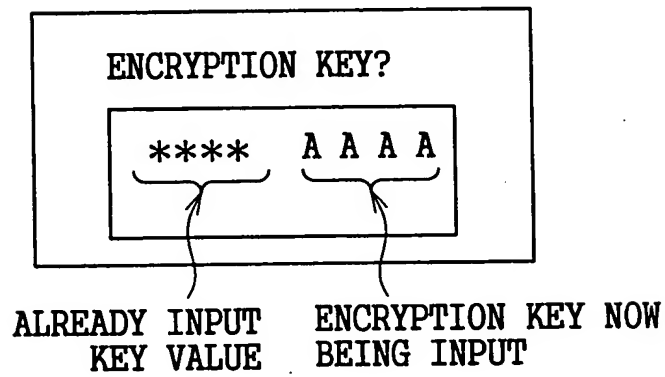 ENCRYPTION KEY?
**** A A A A
ALREADY INPUT
KEY VALUE
ENCRYPTION KEY NOW
BEING INPUT